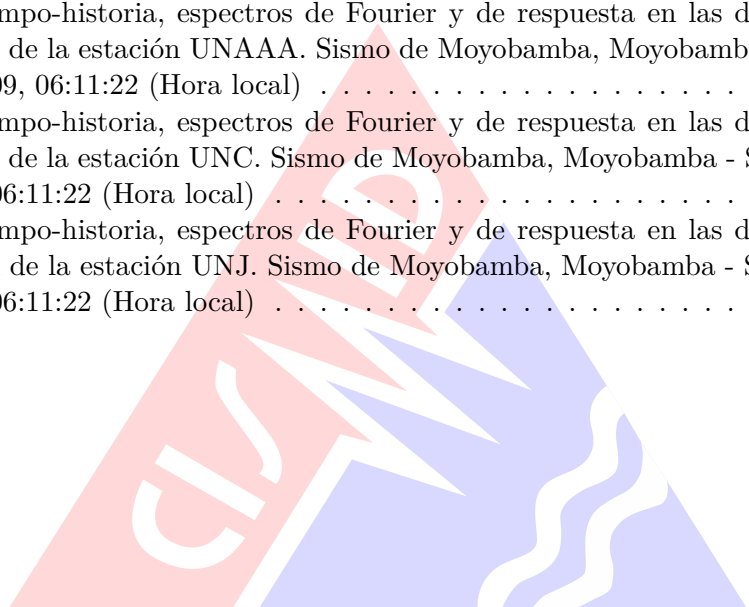 mpo-historia, espectros de Fourier y de respuesta en las d
de la estación UNAAA. Sismo de Moyobamba, Moyobamb
09, 06:11:22 (Hora local) . . . . . . . . . . . . . . . . . . .
mpo-historia, espectros de Fourier y de respuesta en las d
de la estación UNC. Sismo de Moyobamba, Moyobamba - S
06:11:22 (Hora local) . . . . . . . . . . . . . . . . . . . . .
mpo-historia, espectros de Fourier y de respuesta en las d
de la estación UNJ. Sismo de Moyobamba, Moyobamba - S
06:11:22 (Hora local) . . . . . . . . . . . . . . . . . . . . .
CISMID